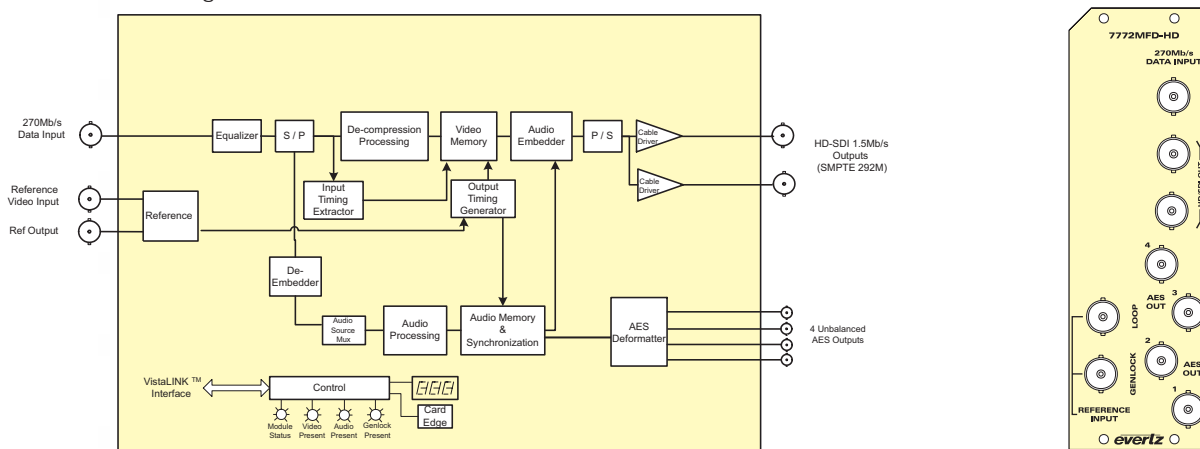 270Mb/s
Data Input
Equalizer
S / P
De-compression
Processing
Video
Memory
Audio
Embedder
P / S
Cable
Driver
HD-SDI 1.5Mb/s
Outputs
(SMPTE 292M)
Cable
Driver
Reference
Video Input
Ref Output
Reference
Input
Timing
Extractor
Output
Timing
Generator
De-
Embedder
Audio
Source
Mux
Audio
Processing
Audio Memory
&
Synchronization
AES
Deformatter
4 Unbalanced
AES Outputs
VistaLINK TM
Interface
Control
Card
Edge
Module
Status
Video
Present
Audio
Present
Genlock
Present
7772MFD-HD
270Mb/s
DATA INPUT
4
AES
OUT
3
LOOP
2
AES
OUT
GENLOCK
1
REFERENCE
INPUT
evertz